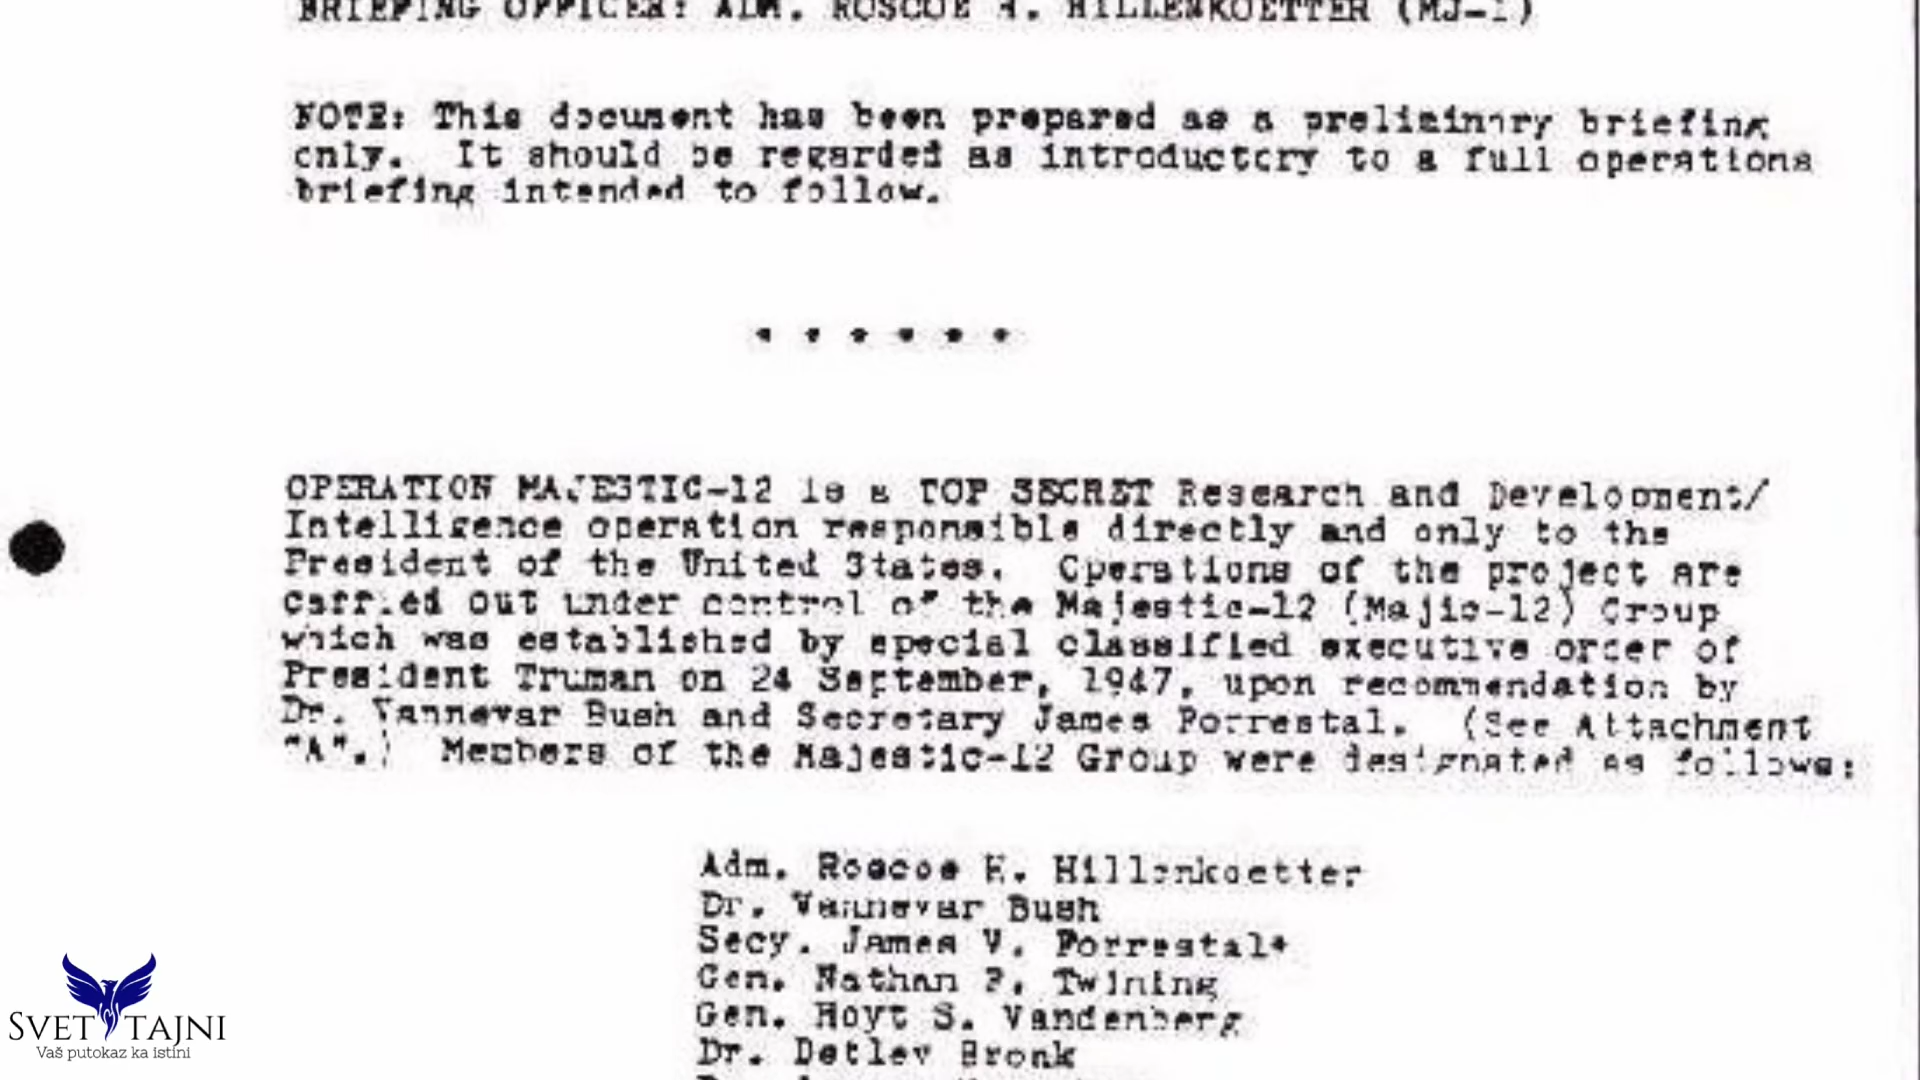 BRIEFING OFFICER: ADM. ROSCOE H. HILLENKOETTER (MJ-1)
NOTE: This document has been prepared as a preliminary briefing
only. It should be regarded as introductory to a full operations
briefing intended to follow.
* * * * * *
OPERATION MAJESTIC-12 is a TOP SECRET Research and Development/
Intelligence operation responsible directly and only to the
President of the United States. Operations of the project are
carried out under control of the Majestic-12 (Majic-12) Group
which was established by special classified executive order of
President Truman on 24 September, 1947, upon recommendation by
Dr. Vannevar Bush and Secretary James Forrestal. (See Attachment
"A".) Members of the Majestic-12 Group were designated as follows:
Adm. Roscoe H. Hillenkoetter
Dr. Vannevar Bush
Secy. James V. Forrestal*
Gen. Nathan F. Twining
Gen. Hoyt S. Vandenberg
Dr. Detlev Bronk
SVET TAJNI
Vaš putokaz ka istini